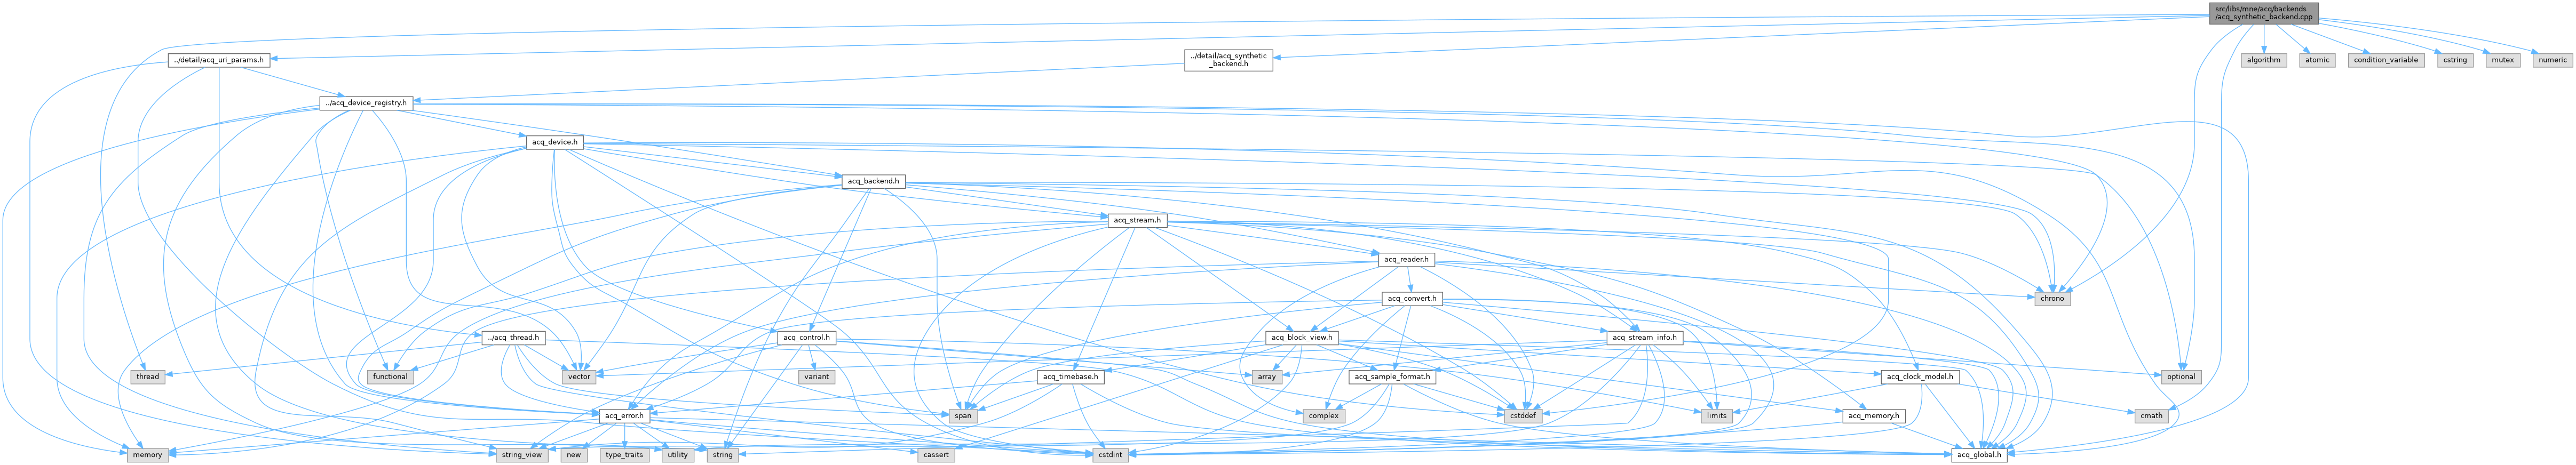 src/libs/mne/acq/backends
/acq_synthetic_backend.cpp
../detail/acq_uri_params.h
../detail/acq_synthetic
_backend.h
algorithm
atomic
condition_variable
cstring
mutex
numeric
../acq_device_registry.h
acq_device.h
acq_backend.h
acq_stream.h
acq_reader.h
acq_convert.h
chrono
../acq_thread.h
acq_control.h
acq_block_view.h
acq_stream_info.h
thread
functional
vector
variant
acq_timebase.h
array
acq_sample_format.h
acq_clock_model.h
optional
acq_error.h
span
complex
cstddef
limits
acq_memory.h
cmath
memory
string_view
new
type_traits
utility
string
cassert
cstdint
acq_global.h